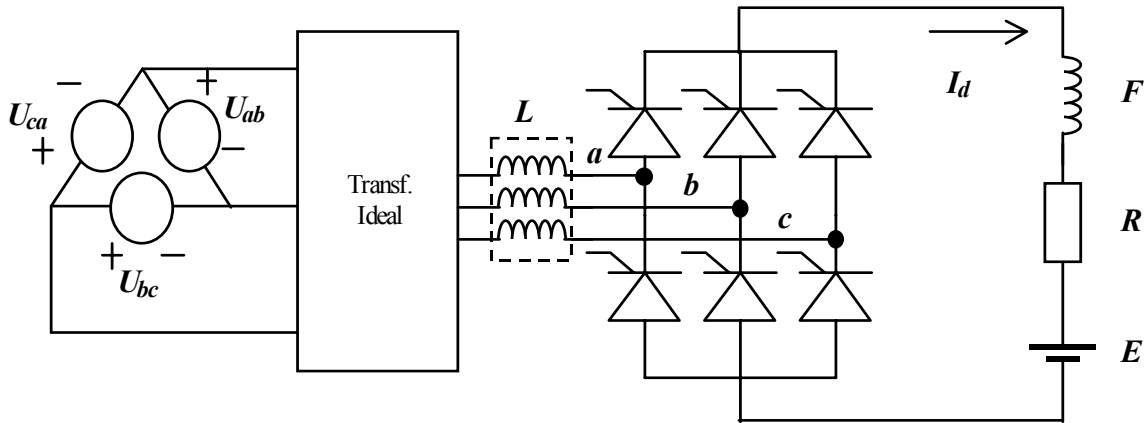 U_ca
U_ab
U_bc
+
−
+
−
+
−
Transf.
Ideal
L
a
b
c
I_d
F
R
E